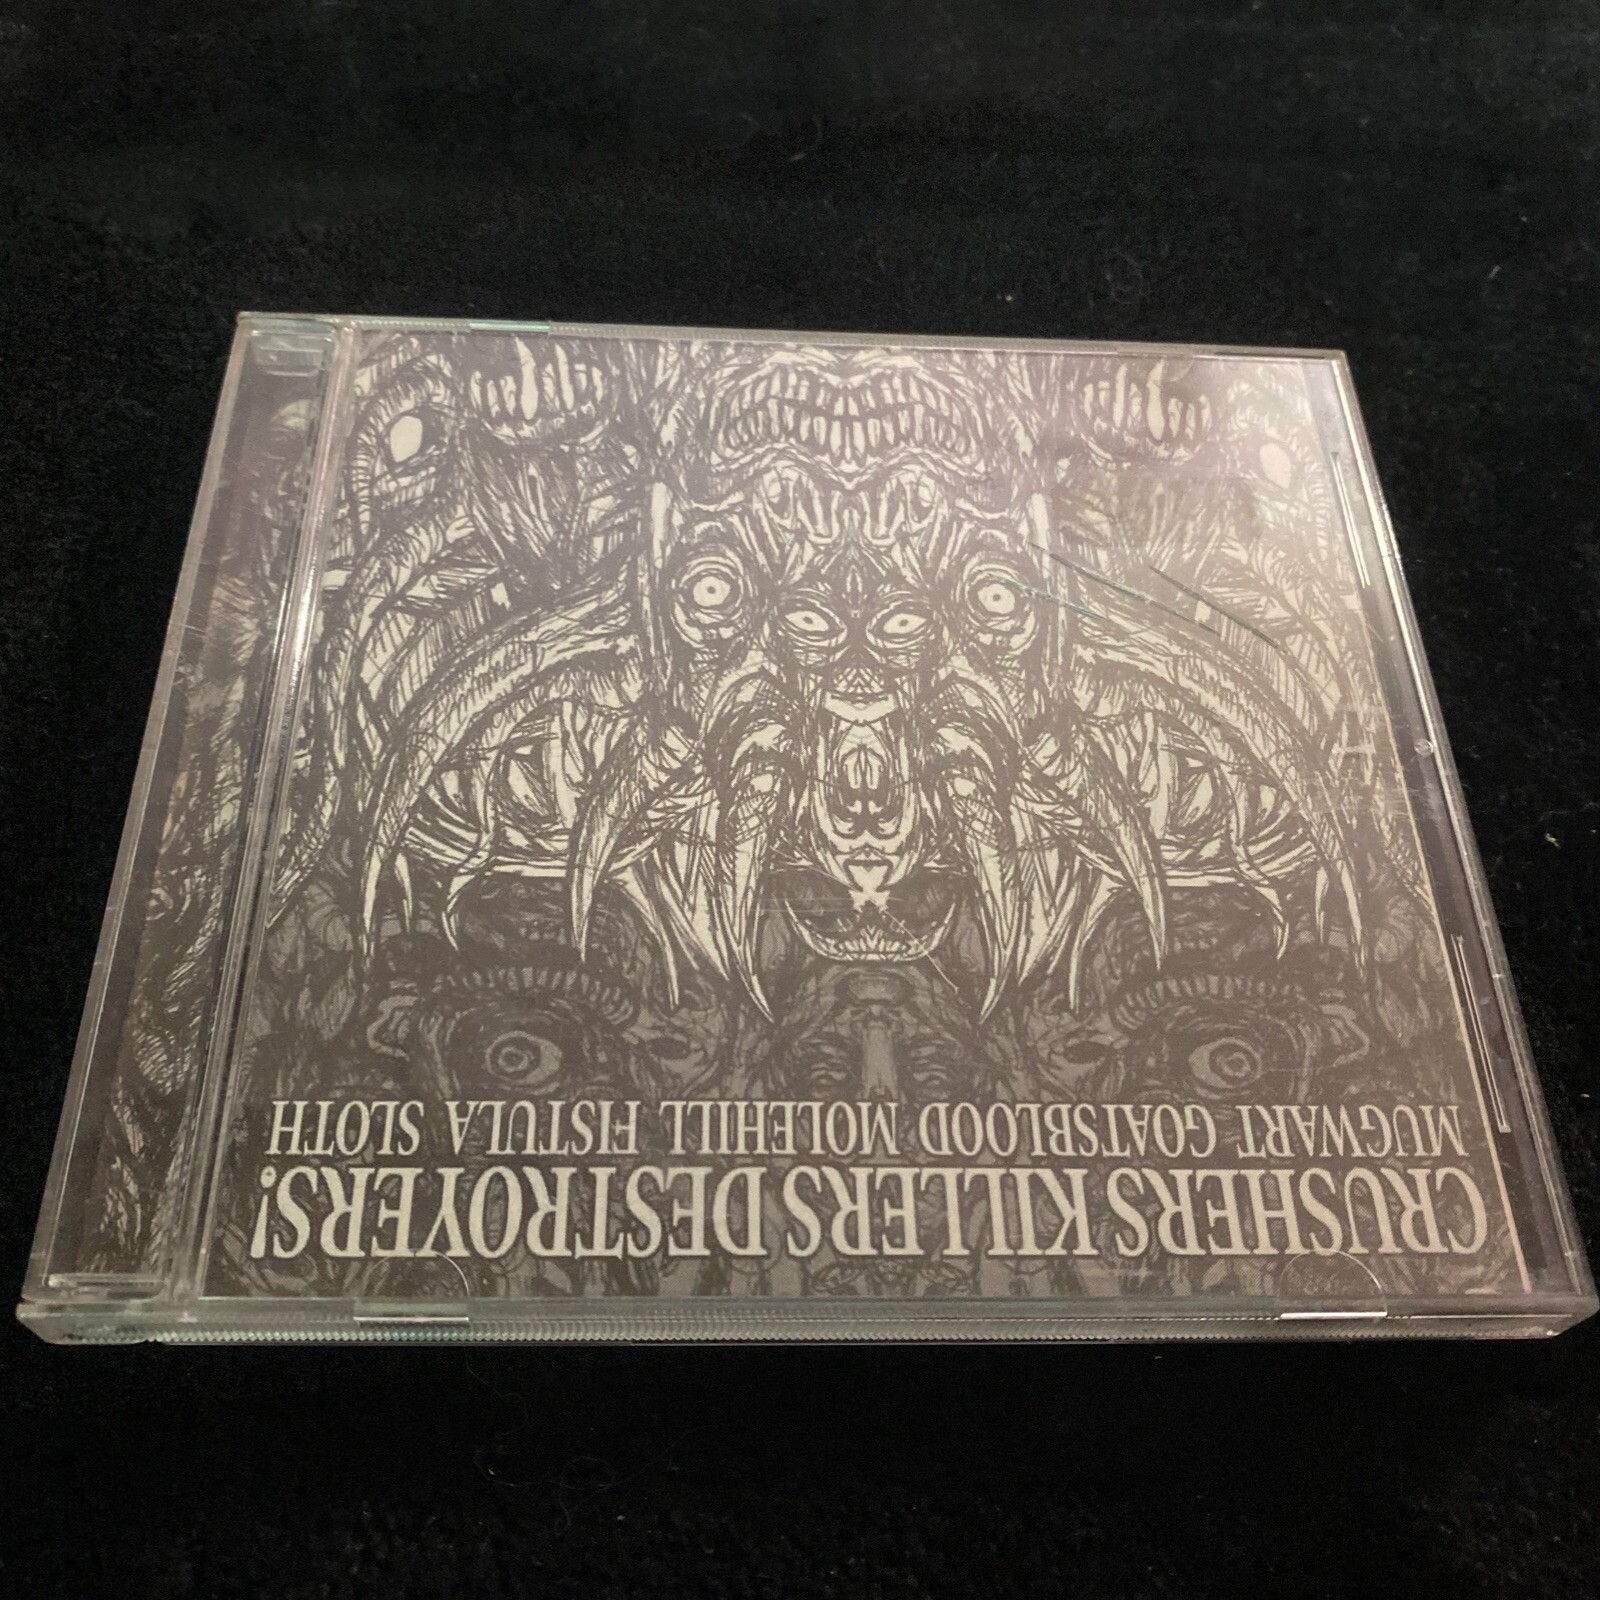 CRUSHERS KILLERS DESTROYERS!
MUGWART GOATSBLOOD MOLEHILL FISTULA SLOTH